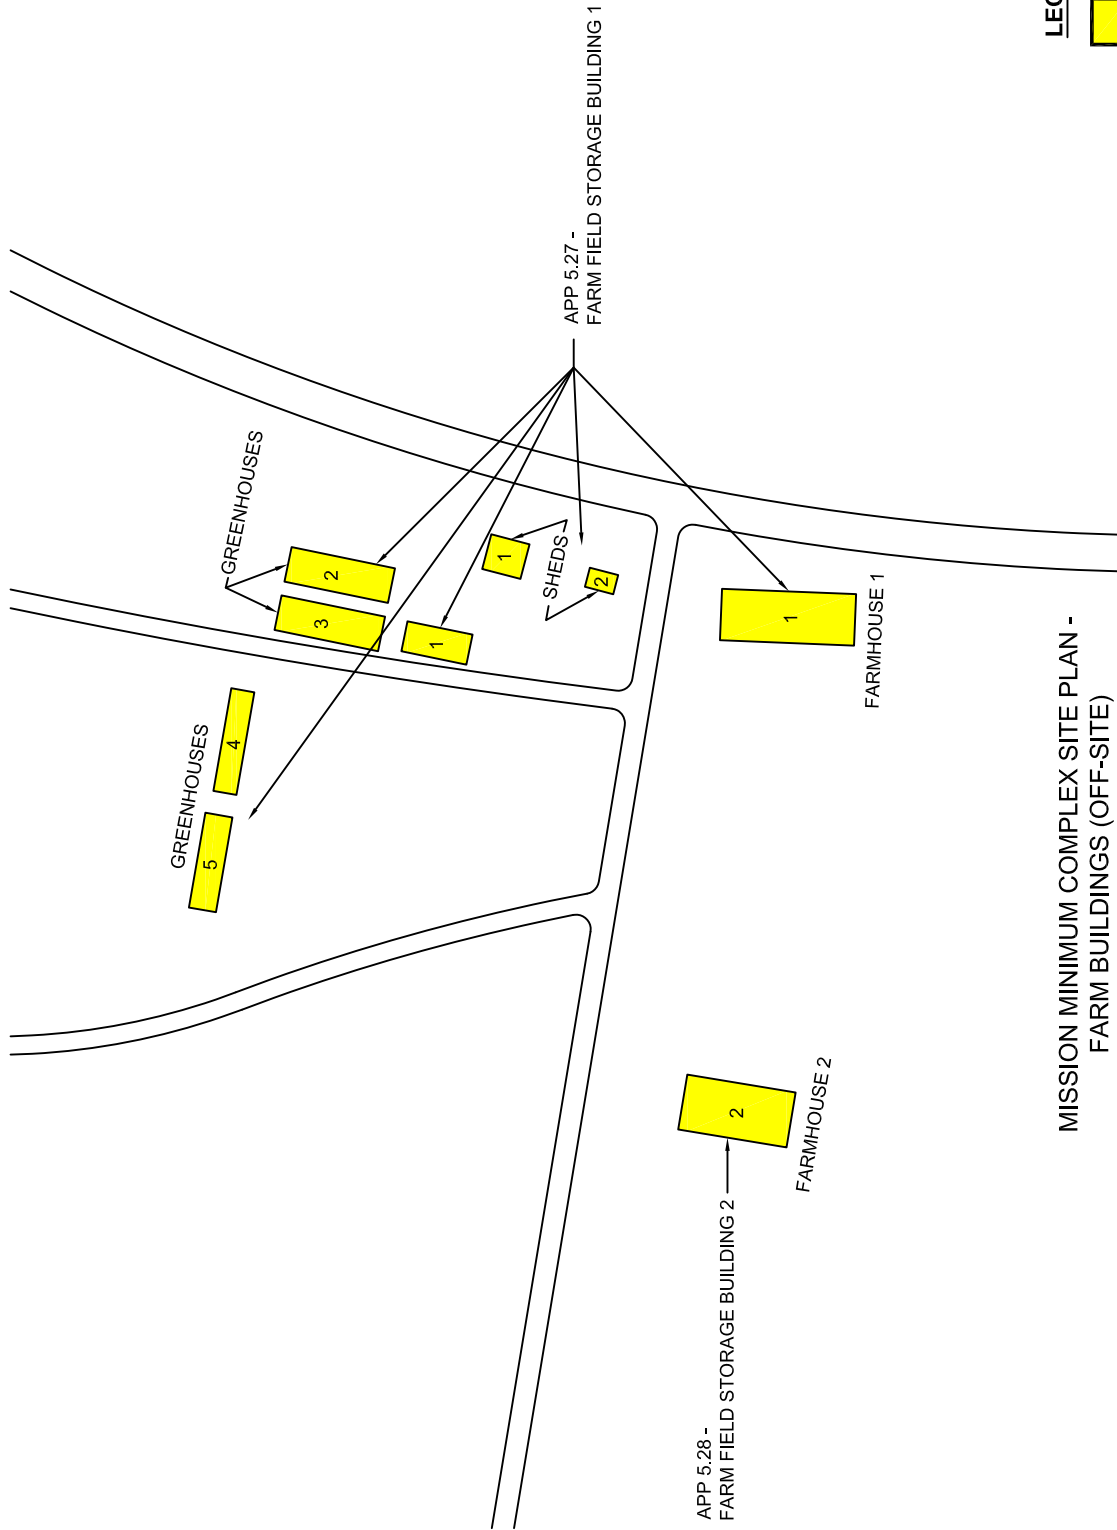 GREENHOUSES
5
4
GREENHOUSES
3
2
1
1
SHEDS
2
APP 5.27 -
FARM FIELD STORAGE BUILDING 1
APP 5.28 -
FARM FIELD STORAGE BUILDING 2
2
FARMHOUSE 2
1
FARMHOUSE 1
MISSION MINIMUM COMPLEX SITE PLAN -
FARM BUILDINGS (OFF-SITE)